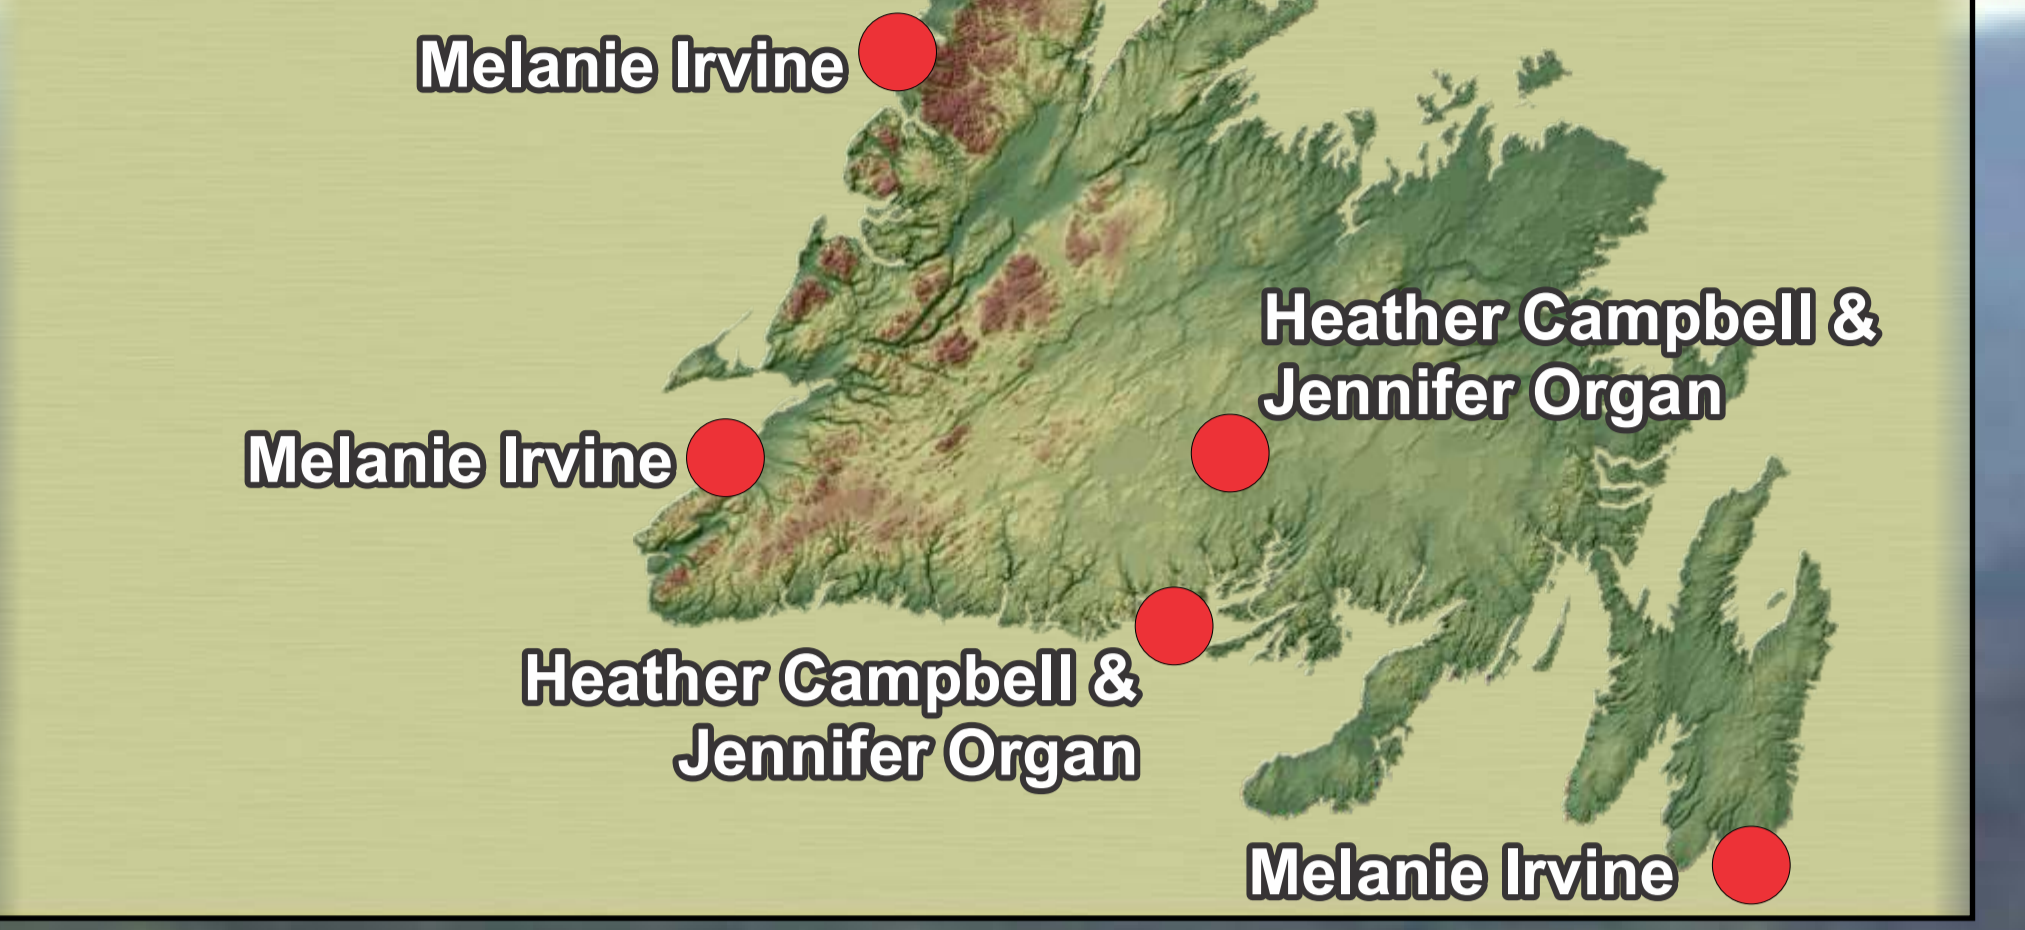 Melanie Irvine
Heather Campbell &
Jennifer Organ
Melanie Irvine
Heather Campbell &
Jennifer Organ
Melanie Irvine